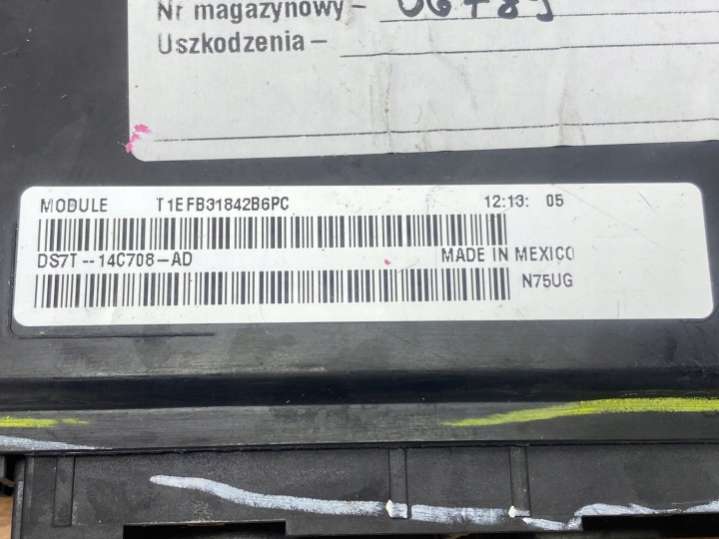 Nr magazynowy –
Uszkodzenia –
MODULE T1EFB31842B6PC 12:13: 05
DS7T--14C708-AD MADE IN MEXICO
N75UG